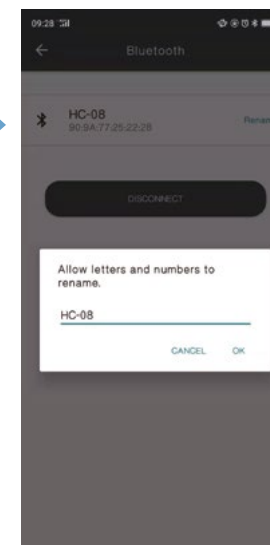 09:28
Bluetooth
HC-08
Rename
90:9A:77:25:22:28
DISCONNECT
Allow letters and numbers to
rename.
HC-08
CANCEL OK